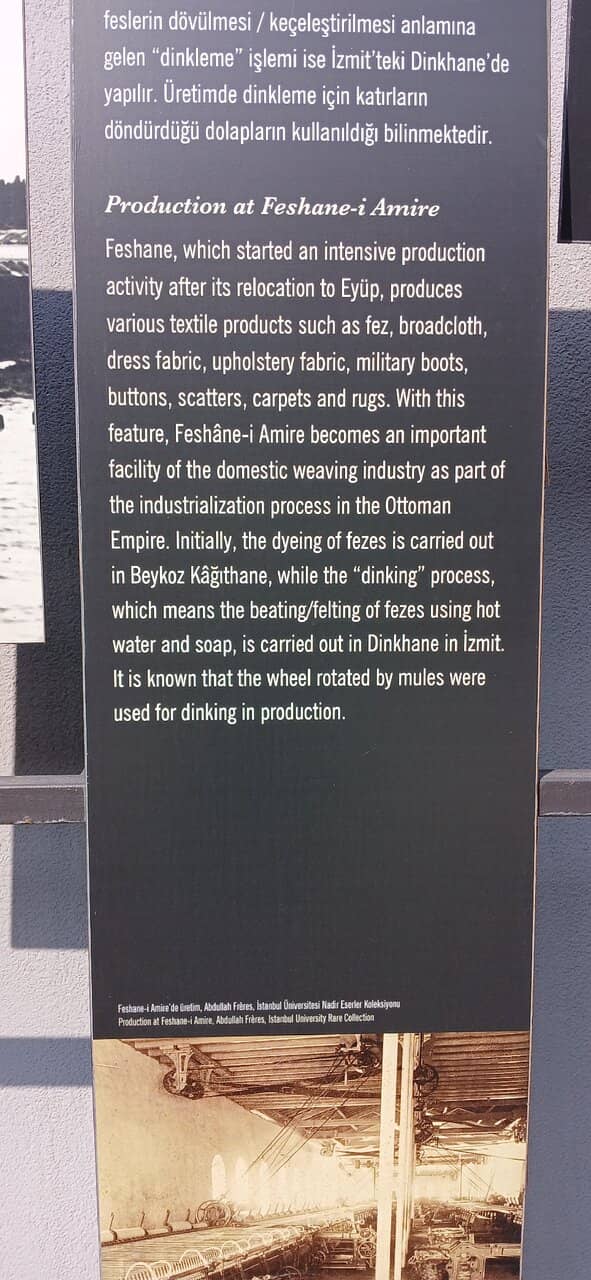 feslerin dövülmesi / keçeleştirilmesi anlamına
gelen “dinkleme” işlemi ise İzmit’teki Dinkhane’de
yapılır. Üretimde dinkleme için katırların
döndürdüğü dolapların kullanıldığı bilinmektedir.
Production at Feshane-i Amire
Feshane, which started an intensive production
activity after its relocation to Eyüp, produces
various textile products such as fez, broadcloth,
dress fabric, upholstery fabric, military boots,
buttons, scatters, carpets and rugs. With this
feature, Feshâne-i Amire becomes an important
facility of the domestic weaving industry as part of
the industrialization process in the Ottoman
Empire. Initially, the dyeing of fezes is carried out
in Beykoz Kâğıthane, while the “dinking” process,
which means the beating/felting of fezes using hot
water and soap, is carried out in Dinkhane in İzmit.
It is known that the wheel rotated by mules were
used for dinking in production.
Feshane-i Amire’de üretim, Abdullah Frères, İstanbul Üniversitesi Nadir Eserler Koleksiyonu
Production at Feshane-i Amire, Abdullah Frères, Istanbul University Rare Collection